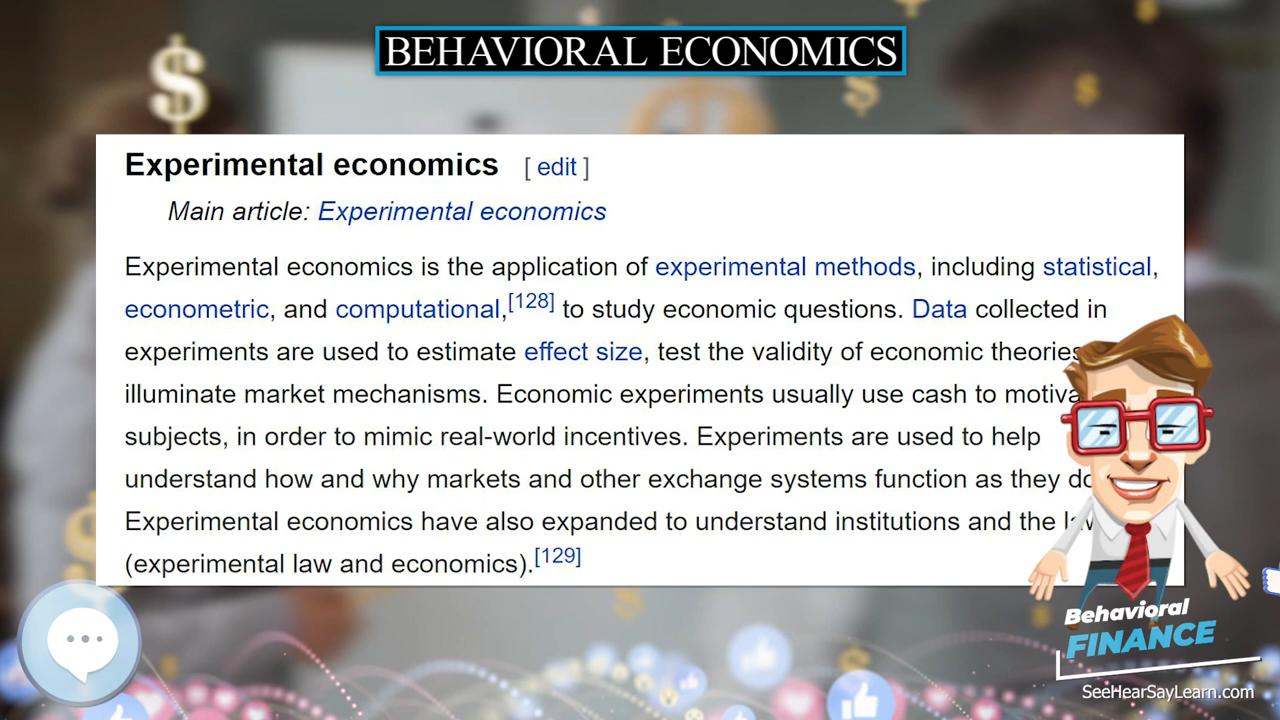 BEHAVIORAL ECONOMICS
Experimental economics [ edit ]
Main article: Experimental economics
Experimental economics is the application of experimental methods, including statistical,
econometric, and computational,[128] to study economic questions. Data collected in
experiments are used to estimate effect size, test the validity of economic theories
illuminate market mechanisms. Economic experiments usually use cash to
subjects, in order to mimic real-world incentives. Experiments are used to help
understand how and why markets and other exchange systems function as they
Experimental economics have also expanded to understand institutions and the
(experimental law and economics).[129]
Behavioral
FINANCE
SeeHearSayLearn.com